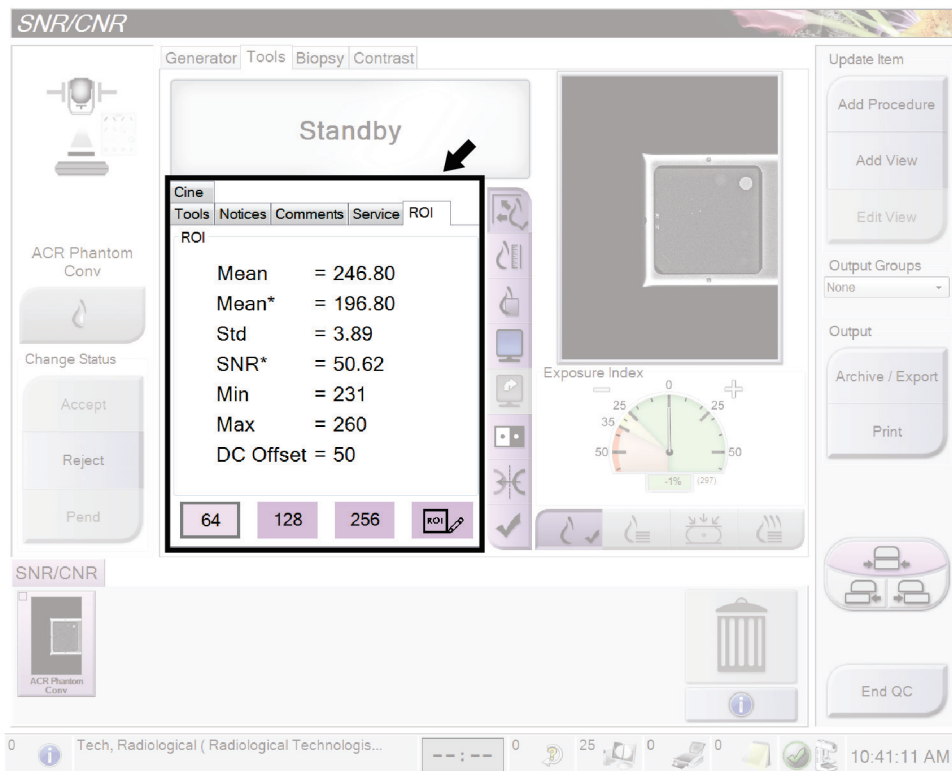 SNR/CNR
Generator Tools Biopsy Contrast
Standby
Cine
Tools Notices Comments Service ROI
ROI
Mean = 246.80
Mean* = 196.80
Std = 3.89
SNR* = 50.62
Min = 231
Max = 260
DC Offset = 50
64 128 256 ROI
ACR Phantom
Conv
Change Status
Accept
Reject
Pend
Exposure Index
0
25 25
35
50 50
-1% (297)
Update Item
Add Procedure
Add View
Edit View
Output Groups
None
Output
Archive / Export
Print
End QC
SNR/CNR
ACR Phantom
Conv
0 Tech, Radiological ( Radiological Technologis... --:-- 0 25 0 0 10:41:11 AM